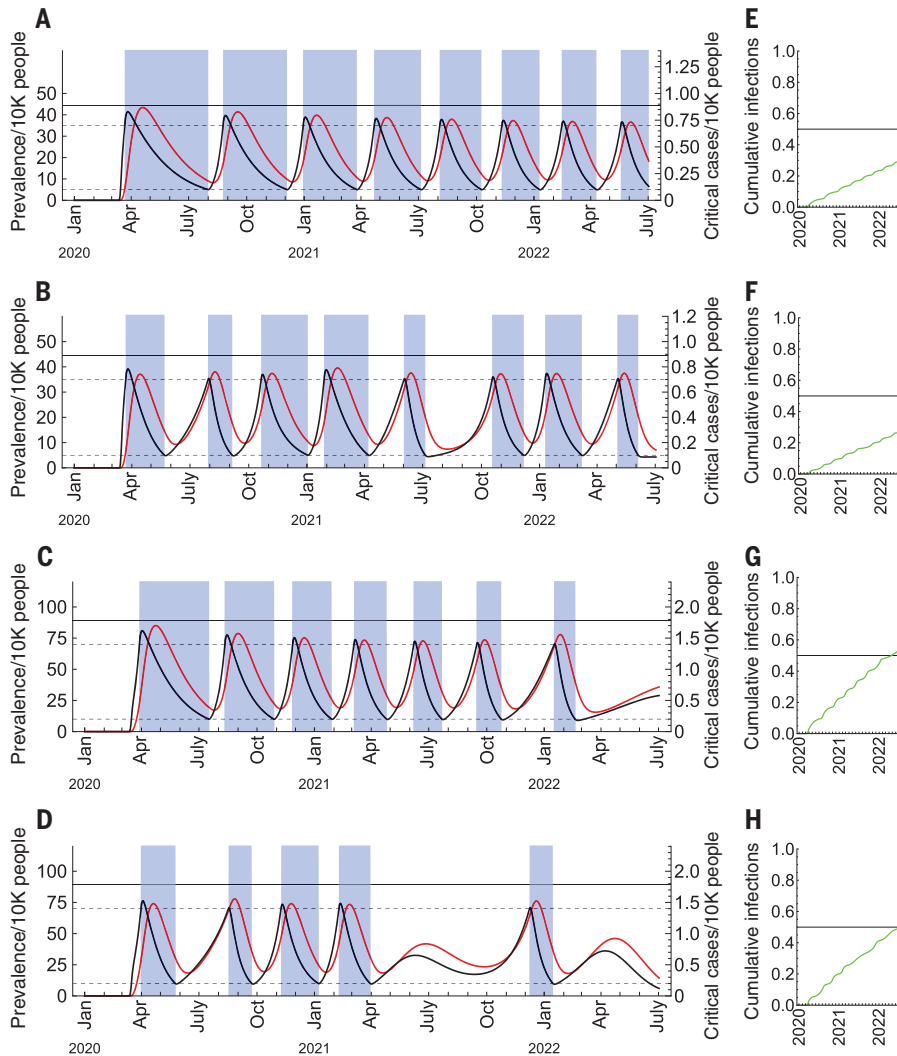 A
Prevalence/10K people
50
40
30
20
10
0
1.25
1.00
0.75
0.50
0.25
0
Critical cases/10K people
Jan
Apr
July
Oct
Jan
Apr
July
Oct
Jan
Apr
July
2020
2021
2022
E
Cumulative infections
1.0
0.8
0.6
0.4
0.2
0.0
2020
2021
2022
B
Prevalence/10K people
50
40
30
20
10
0
1.2
1.0
0.8
0.6
0.4
0.2
0
Critical cases/10K people
Jan
Apr
July
Oct
Jan
Apr
July
Oct
Jan
Apr
July
2020
2021
2022
F
Cumulative infections
1.0
0.8
0.6
0.4
0.2
0.0
2020
2021
2022
C
Prevalence/10K people
100
75
50
25
0
2.0
1.5
1.0
0.5
0
Critical cases/10K people
Jan
Apr
July
Oct
Jan
Apr
July
Oct
Jan
Apr
July
2020
2021
2022
G
Cumulative infections
1.0
0.8
0.6
0.4
0.2
0.0
2020
2021
2022
D
Prevalence/10K people
100
75
50
25
0
2.0
1.5
1.0
0.5
0
Critical cases/10K people
Jan
Apr
July
Oct
Jan
Apr
July
Oct
Jan
Apr
July
2020
2021
2022
H
Cumulative infections
1.0
0.8
0.6
0.4
0.2
0.0
2020
2021
2022